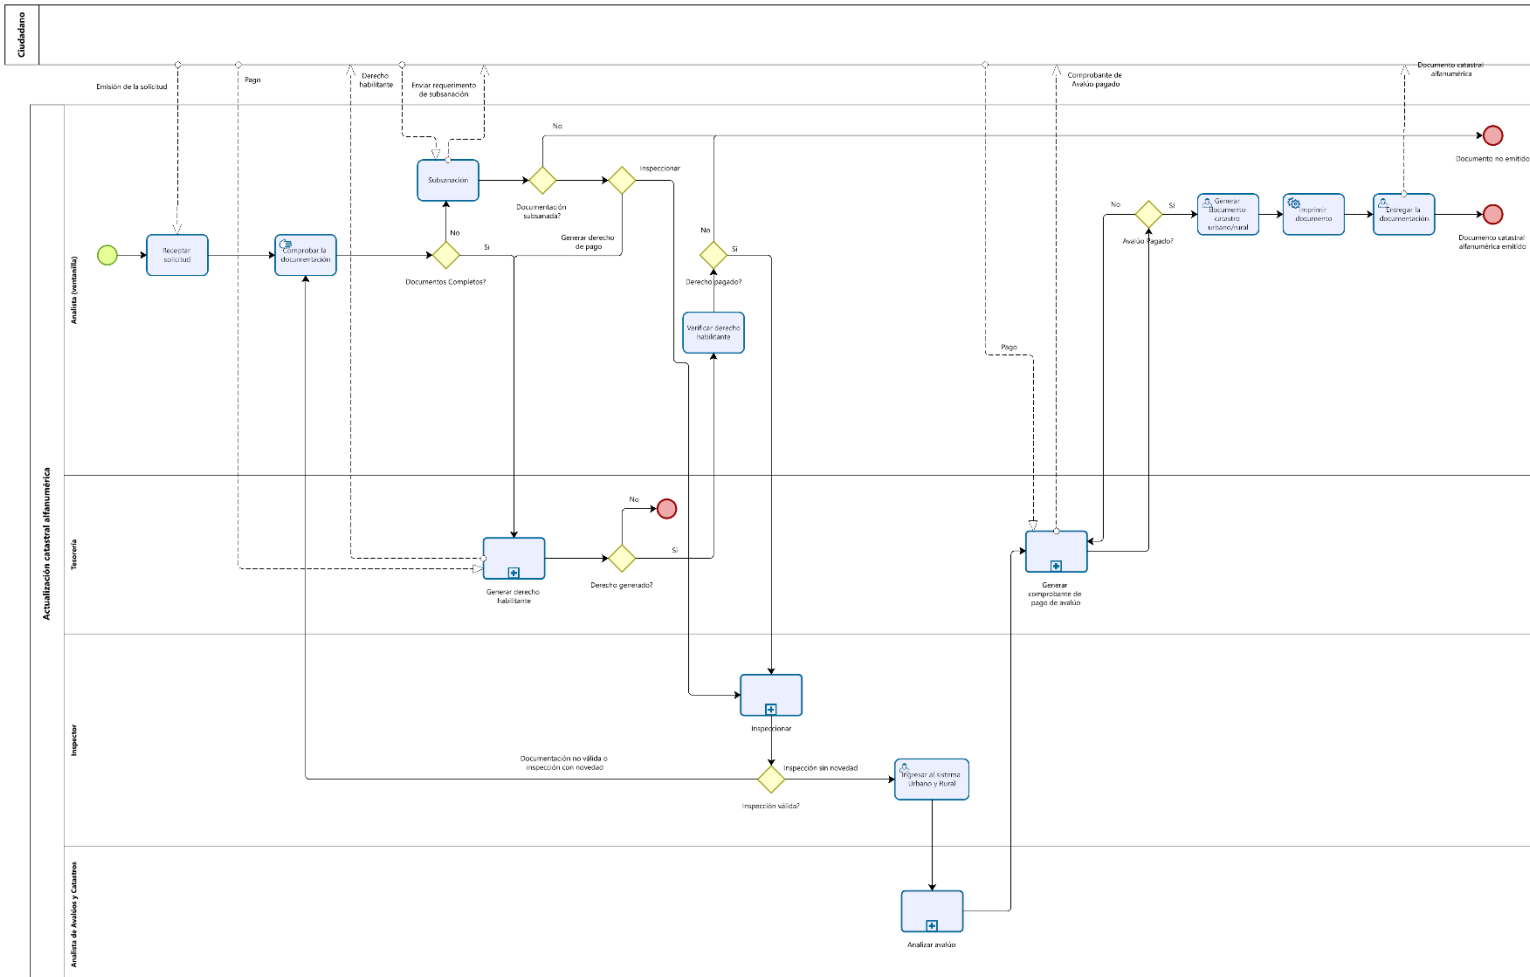 Ciudadano
Emisión de la solicitud
Pago
Derecho
habilitante
Enviar requerimento
de subsanación
Comprobante de
Avalúo pagado
Documento catastral
alfanumérica
Actualización catastral alfanumérica
Analista (ventanilla)
No
Subsanación
Documentación
subsanada?
Inspeccionar
Generar derecho
de pago
Documento no emitido
Receptar
solicitud
Comprobar la
documentación
No
Si
Documentos Completos?
No
Si
Derecho pagado?
Verificar derecho
habilitante
Pago
No
SI
Avalúo Pagado?
Generar
documento
catastro
urbano/rural
Imprimir
documento
Entregar la
documentación
Documento catastral
alfanumérica emitido
Tesorería
Generar derecho
habilitante
No
Si
Derecho generado?
Generar
comprobante de
pago de avalúo
Inspector
Inspeccionar
Documentación no válida o
inspección con novedad
Inspección sin novedad
Inspección válida?
Ingresar al sistema
Urbano y Rural
Analista de Avalúos y Catastros
Analizar avalúo